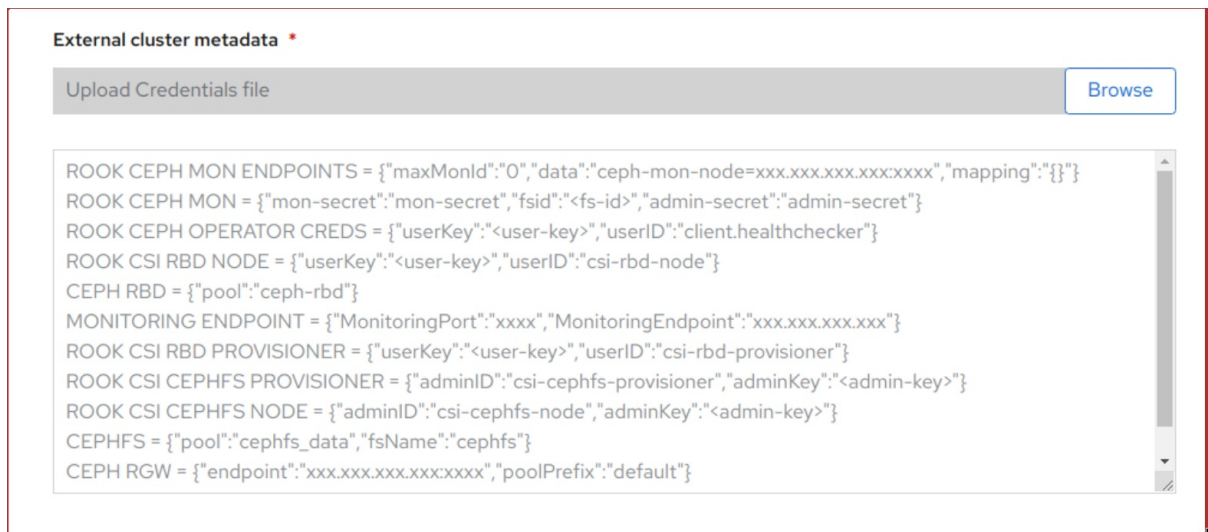 External cluster metadata *
Upload Credentials file
Browse
ROOK CEPH MON ENDPOINTS = {"maxMonId":"0","data":"ceph-mon-node=xxx.xxx.xxx.xxx:xxxx","mapping":"{}"}
ROOK CEPH MON = {"mon-secret":"mon-secret","fsid":"<fs-id>","admin-secret":"admin-secret"}
ROOK CEPH OPERATOR CREDS = {"userKey":"<user-key>","userID":"client.healthchecker"}
ROOK CSI RBD NODE = {"userKey":"<user-key>","userID":"csi-rbd-node"}
CEPH RBD = {"pool":"ceph-rbd"}
MONITORING ENDPOINT = {"MonitoringPort":"xxxx","MonitoringEndpoint":"xxx.xxx.xxx.xxx"}
ROOK CSI RBD PROVISIONER = {"userKey":"<user-key>","userID":"csi-rbd-provisioner"}
ROOK CSI CEPHFS PROVISIONER = {"adminID":"csi-cephfs-provisioner","adminKey":"<admin-key>"}
ROOK CSI CEPHFS NODE = {"adminID":"csi-cephfs-node","adminKey":"<admin-key>"}
CEPHFS = {"pool":"cephfs_data","fsName":"cephfs"}
CEPH RGW = {"endpoint":"xxx.xxx.xxx.xxx:xxxx","poolPrefix":"default"}